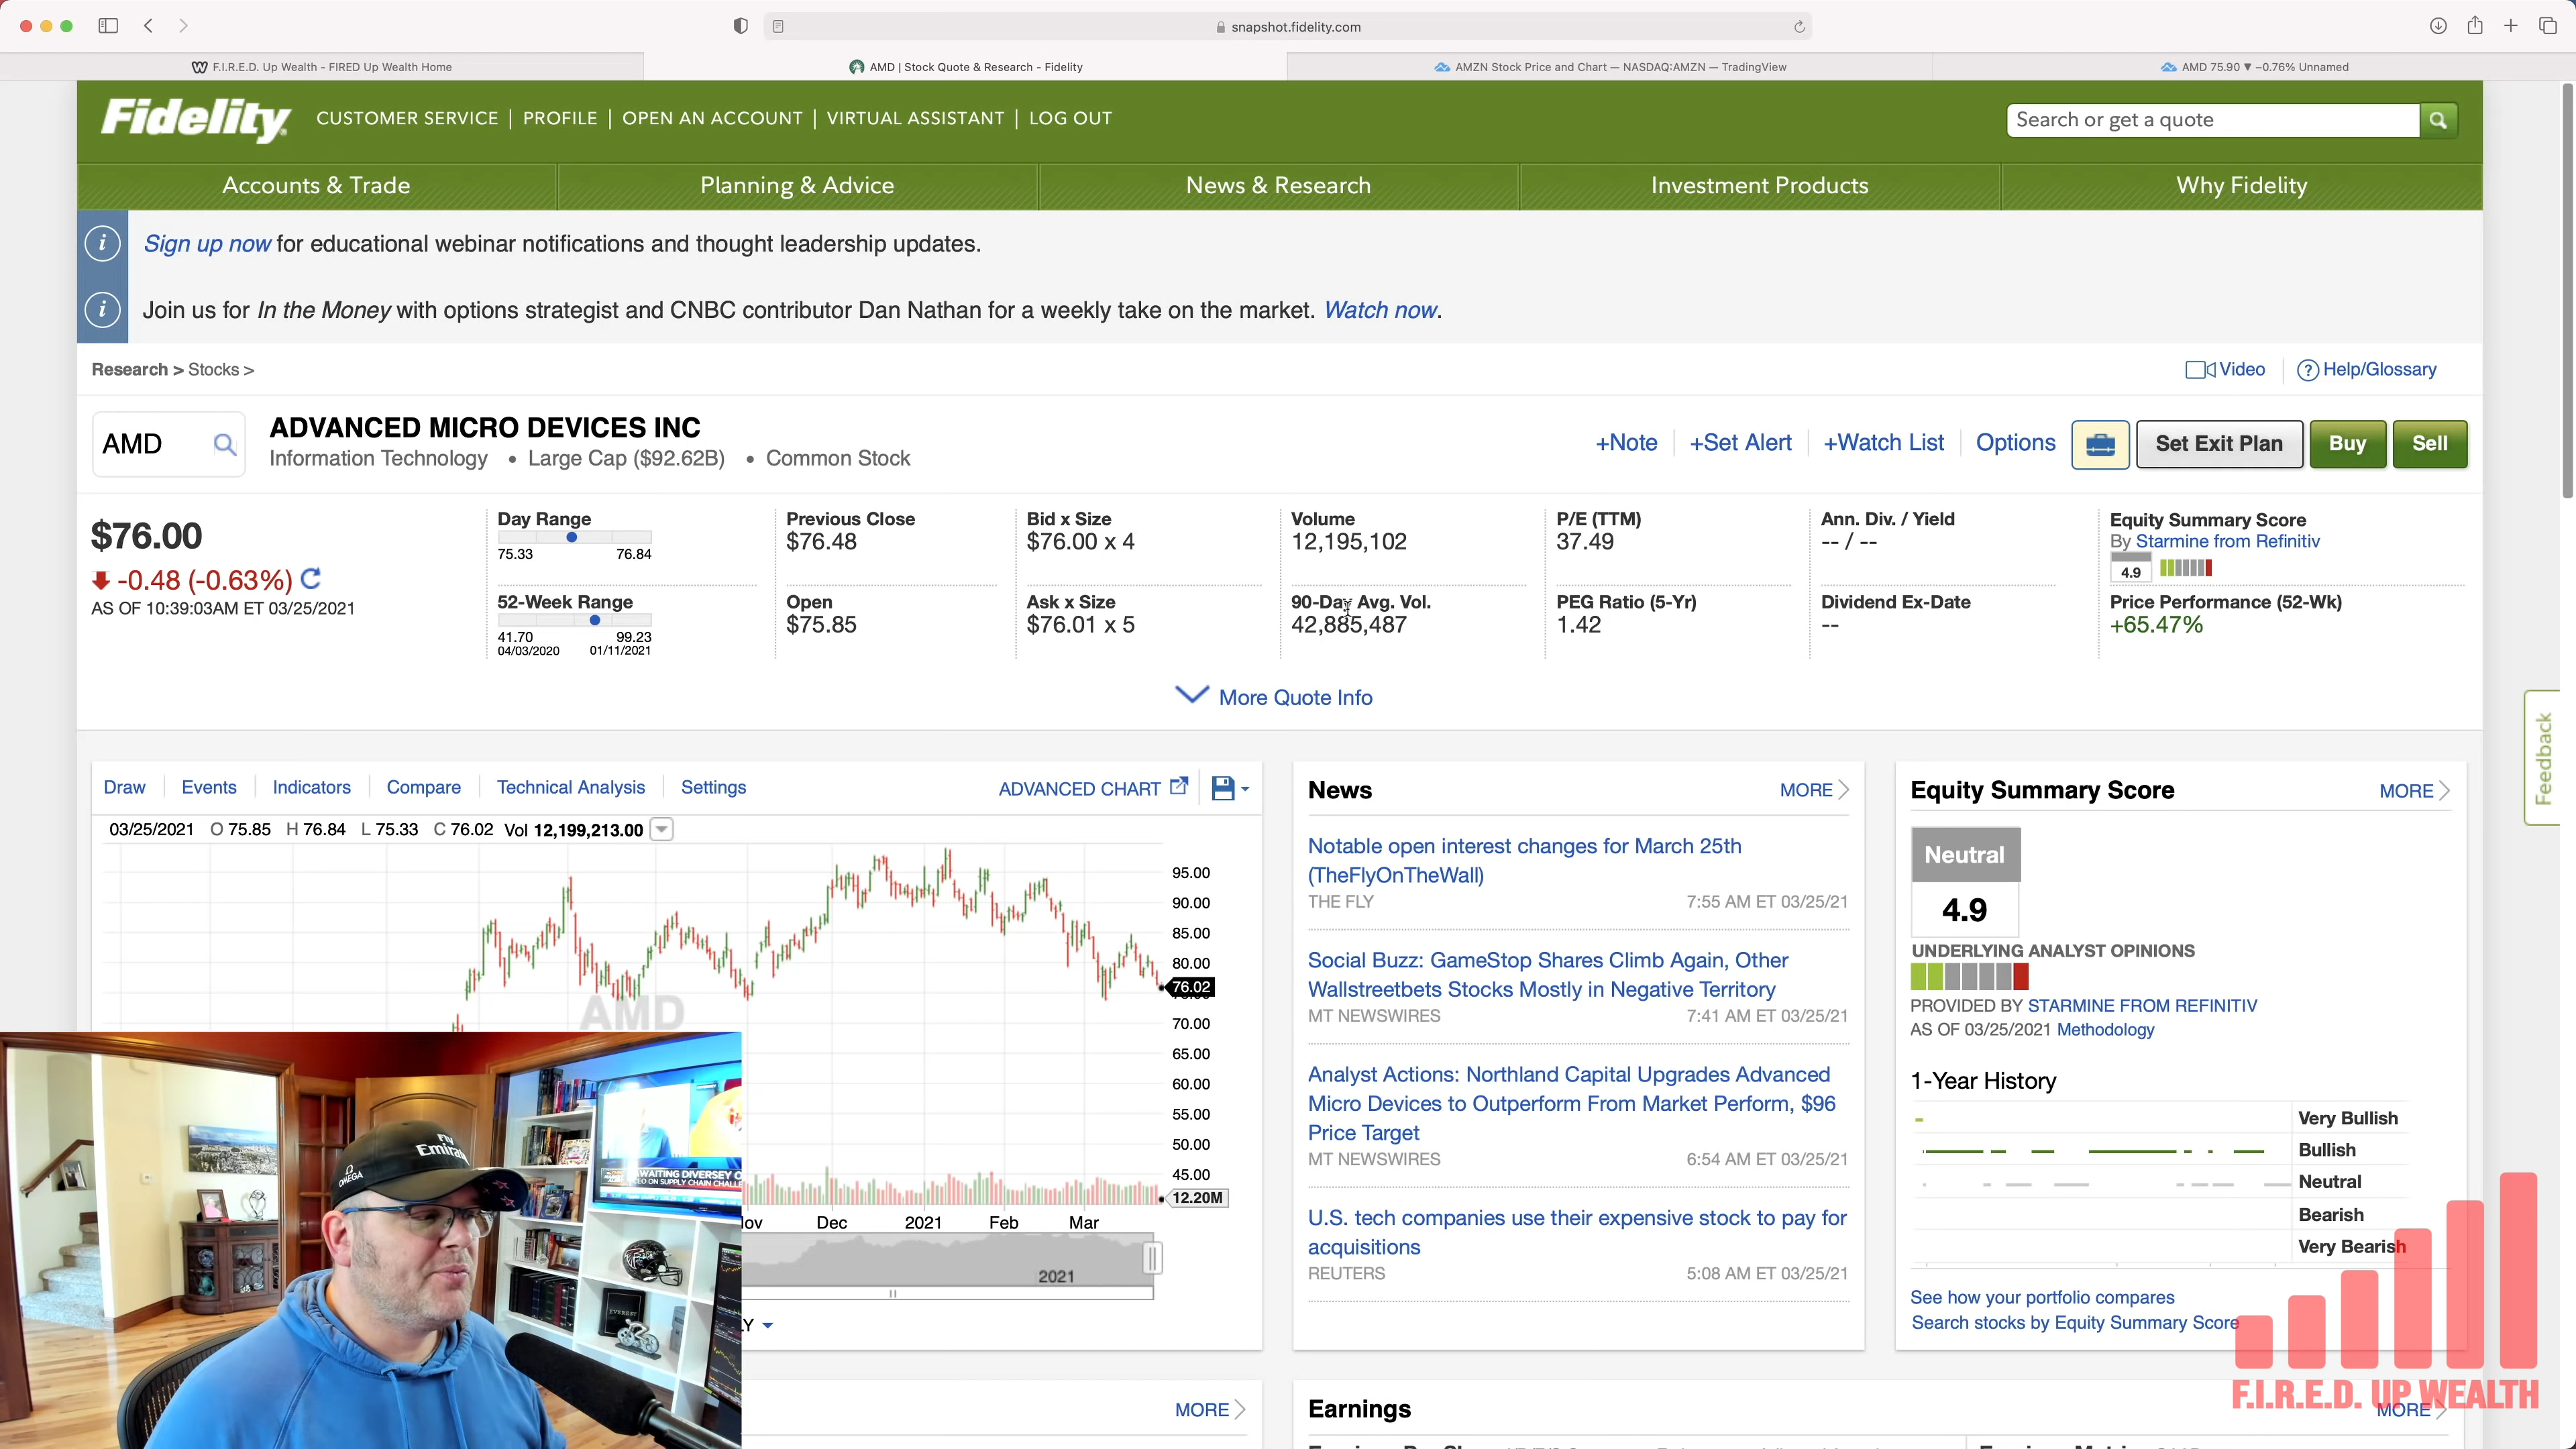 snapshot.fidelity.com
F.I.R.E.D. Up Wealth - FIRED Up Wealth Home
AMD | Stock Quote & Research - Fidelity
AMZN Stock Price and Chart — NASDAQ:AMZN — TradingView
AMD 75.90 ▼ −0.76% Unnamed
Fidelity
CUSTOMER SERVICE | PROFILE | OPEN AN ACCOUNT | VIRTUAL ASSISTANT | LOG OUT
Search or get a quote
Accounts & Trade
Planning & Advice
News & Research
Investment Products
Why Fidelity
Sign up now for educational webinar notifications and thought leadership updates.
Join us for In the Money with options strategist and CNBC contributor Dan Nathan for a weekly take on the market. Watch now.
Research > Stocks >
Video
Help/Glossary
AMD
ADVANCED MICRO DEVICES INC
Information Technology • Large Cap ($92.62B) • Common Stock
+Note
+Set Alert
+Watch List
Options
Set Exit Plan
Buy
Sell
$76.00
-0.48 (-0.63%)
AS OF 10:39:03AM ET 03/25/2021
Day Range
75.33 76.84
52-Week Range
41.70 99.23
04/03/2020 01/11/2021
Previous Close
$76.48
Open
$75.85
Bid x Size
$76.00 x 4
Ask x Size
$76.01 x 5
Volume
12,195,102
90-Day Avg. Vol.
42,885,487
P/E (TTM)
37.49
PEG Ratio (5-Yr)
1.42
Ann. Div. / Yield
-- / --
Dividend Ex-Date
--
Equity Summary Score
By Starmine from Refinitiv
4.9
Price Performance (52-Wk)
+65.47%
More Quote Info
Feedback
Draw
Events
Indicators
Compare
Technical Analysis
Settings
ADVANCED CHART
03/25/2021 O 75.85 H 76.84 L 75.33 C 76.02 Vol 12,199,213.00
AMD
95.00
90.00
85.00
80.00
76.02
70.00
65.00
60.00
55.00
50.00
45.00
12.20M
ov Dec 2021 Feb Mar
2021
LY
MORE
News
MORE
Notable open interest changes for March 25th
(TheFlyOnTheWall)
THE FLY 7:55 AM ET 03/25/21
Social Buzz: GameStop Shares Climb Again, Other
Wallstreetbets Stocks Mostly in Negative Territory
MT NEWSWIRES 7:41 AM ET 03/25/21
Analyst Actions: Northland Capital Upgrades Advanced
Micro Devices to Outperform From Market Perform, $96
Price Target
MT NEWSWIRES 6:54 AM ET 03/25/21
U.S. tech companies use their expensive stock to pay for
acquisitions
REUTERS 5:08 AM ET 03/25/21
Equity Summary Score
MORE
Neutral
4.9
UNDERLYING ANALYST OPINIONS
PROVIDED BY STARMINE FROM REFINITIV
AS OF 03/25/2021 Methodology
1-Year History
Very Bullish
Bullish
Neutral
Bearish
Very Bearish
See how your portfolio compares
Search stocks by Equity Summary Score
Earnings
MORE
F.I.R.E.D. UP WEALTH
Fly
Emirates
OMEGA
AWAITING DIVERSEY
CEO ON SUPPLY CHAIN
EVEREST